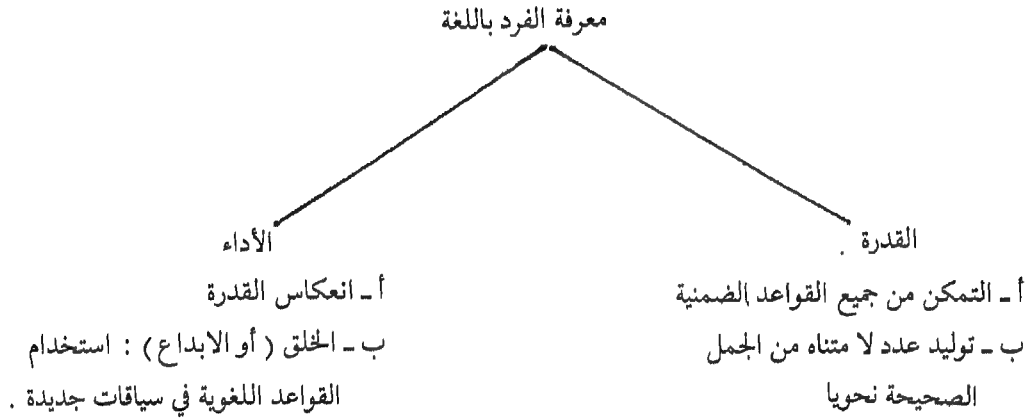 معرفة الفرد باللغة
القدرة .
أ ـ التمكن من جميع القواعد الضمنية
ب ـ توليد عدد لا متناه من الجمل
الصحيحة نحويا
الأداء
أ ـ انعكاس القدرة
ب ـ الخلق ( أو الابداع ) : استخدام
القواعد اللغوية في سياقات جديدة .